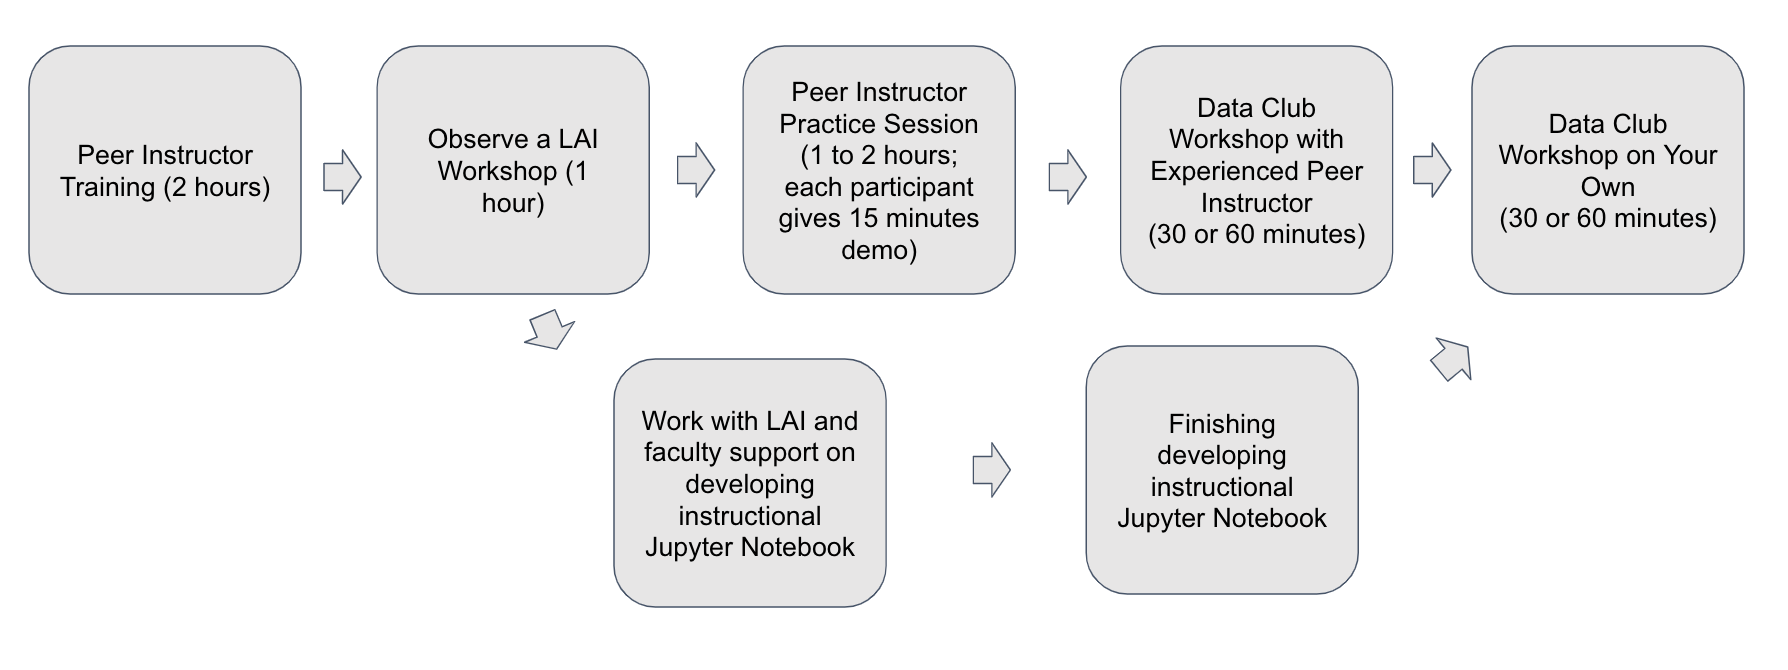 Peer Instructor
Training (2 hours)
Observe a LAI
Workshop (1
hour)
Peer Instructor
Practice Session
(1 to 2 hours;
each participant
gives 15 minutes
demo)
Data Club
Workshop with
Experienced Peer
Instructor
(30 or 60 minutes)
Data Club
Workshop on Your
Own
(30 or 60 minutes)
Work with LAI and
faculty support on
developing
instructional
Jupyter Notebook
Finishing
developing
instructional
Jupyter Notebook